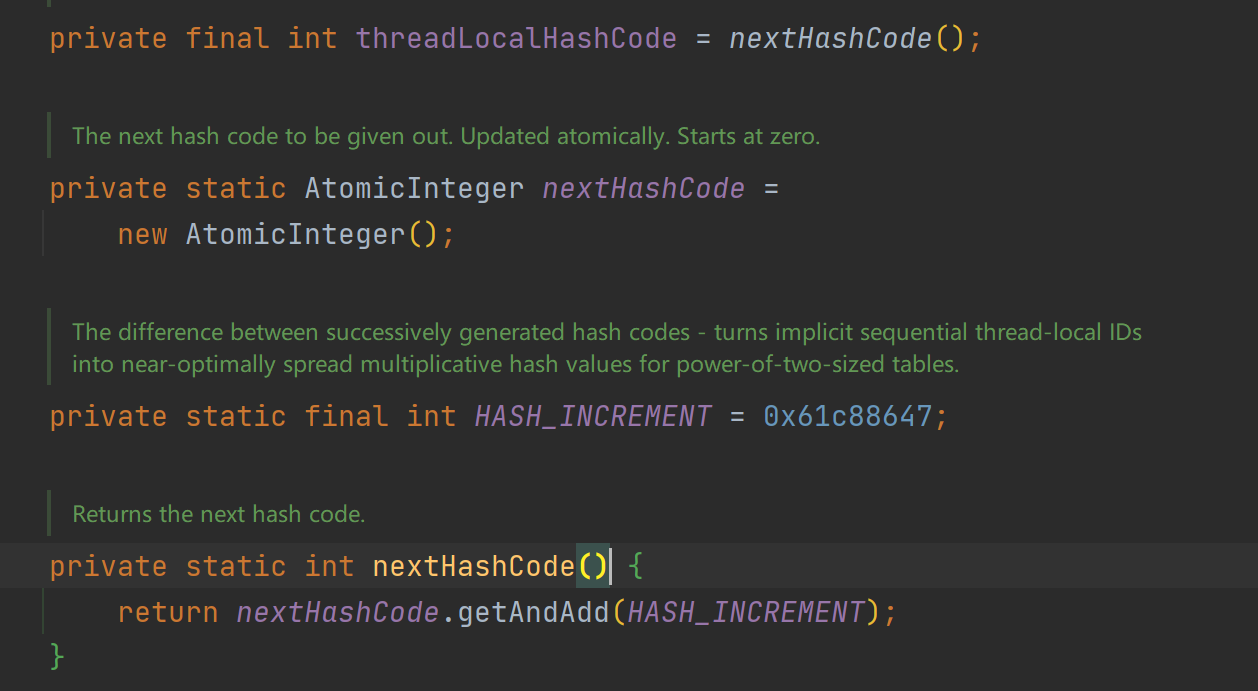 private final int threadLocalHashCode = nextHashCode();
The next hash code to be given out. Updated atomically. Starts at zero.
private static AtomicInteger nextHashCode =
    new AtomicInteger();
The difference between successively generated hash codes - turns implicit sequential thread-local IDs
into near-optimally spread multiplicative hash values for power-of-two-sized tables.
private static final int HASH_INCREMENT = 0x61c88647;
Returns the next hash code.
private static int nextHashCode() {
    return nextHashCode.getAndAdd(HASH_INCREMENT);
}